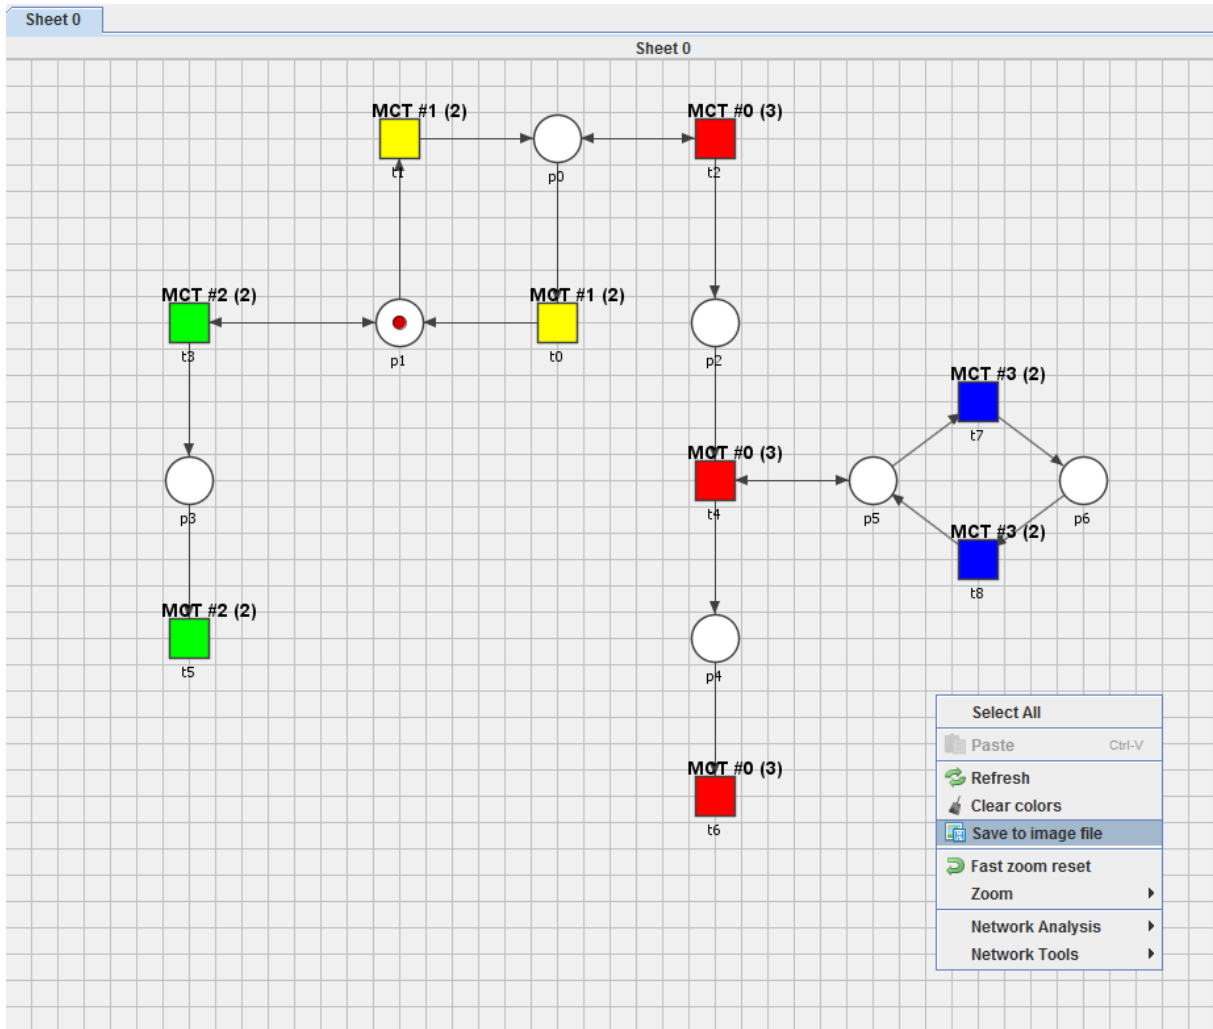 Sheet 0
Sheet 0
MCT #1 (2)
MCT #0 (3)
t1
p0
t2
MCT #2 (2)
MCT #1 (2)
t3
p1
t0
p2
MCT #3 (2)
t7
MCT #0 (3)
p3
t4
p5
p6
MCT #3 (2)
t8
MCT #2 (2)
t5
p4
MCT #0 (3)
t6
Select All
Paste Ctrl-V
Refresh
Clear colors
Save to image file
Fast zoom reset
Zoom
Network Analysis
Network Tools